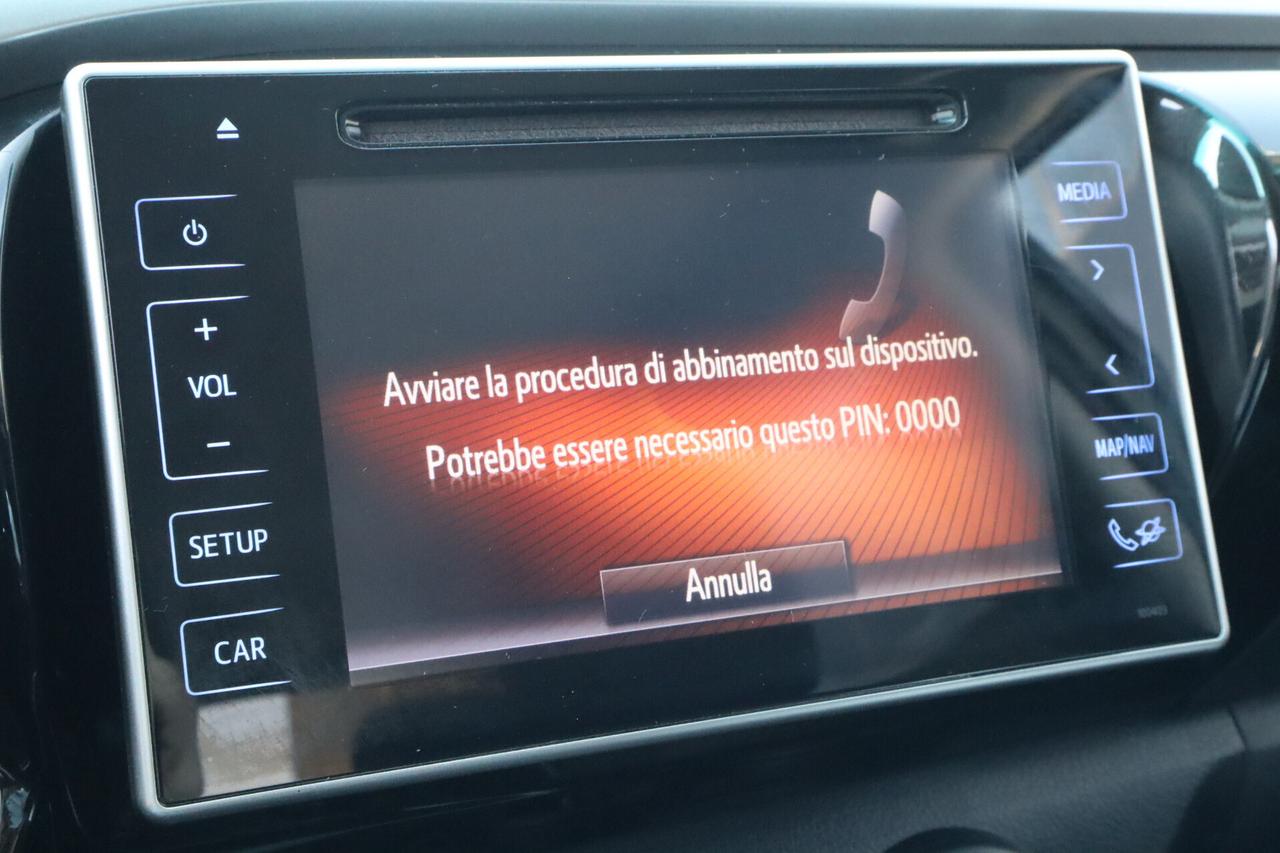 VOL
SETUP
CAR
Avviare la procedura di abbinamento sul dispositivo.
Potrebbe essere necessario questo PIN: 0000
Annulla
MEDIA
MAP/NAV